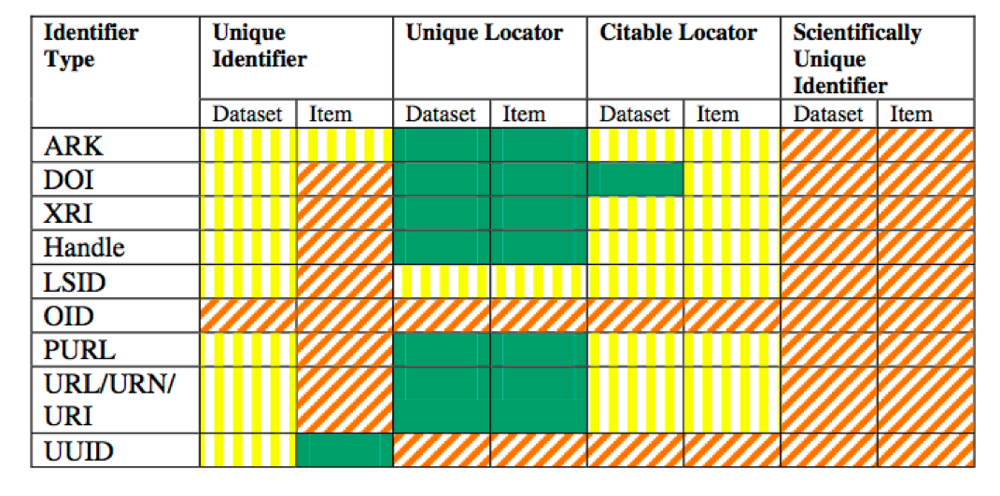 Identifier Type
Unique Identifier
Unique Locator
Citable Locator
Scientifically Unique Identifier
Dataset
Item
Dataset
Item
Dataset
Item
Dataset
Item
ARK
DOI
XRI
Handle
LSID
OID
PURL
URL/URN/
URI
UUID